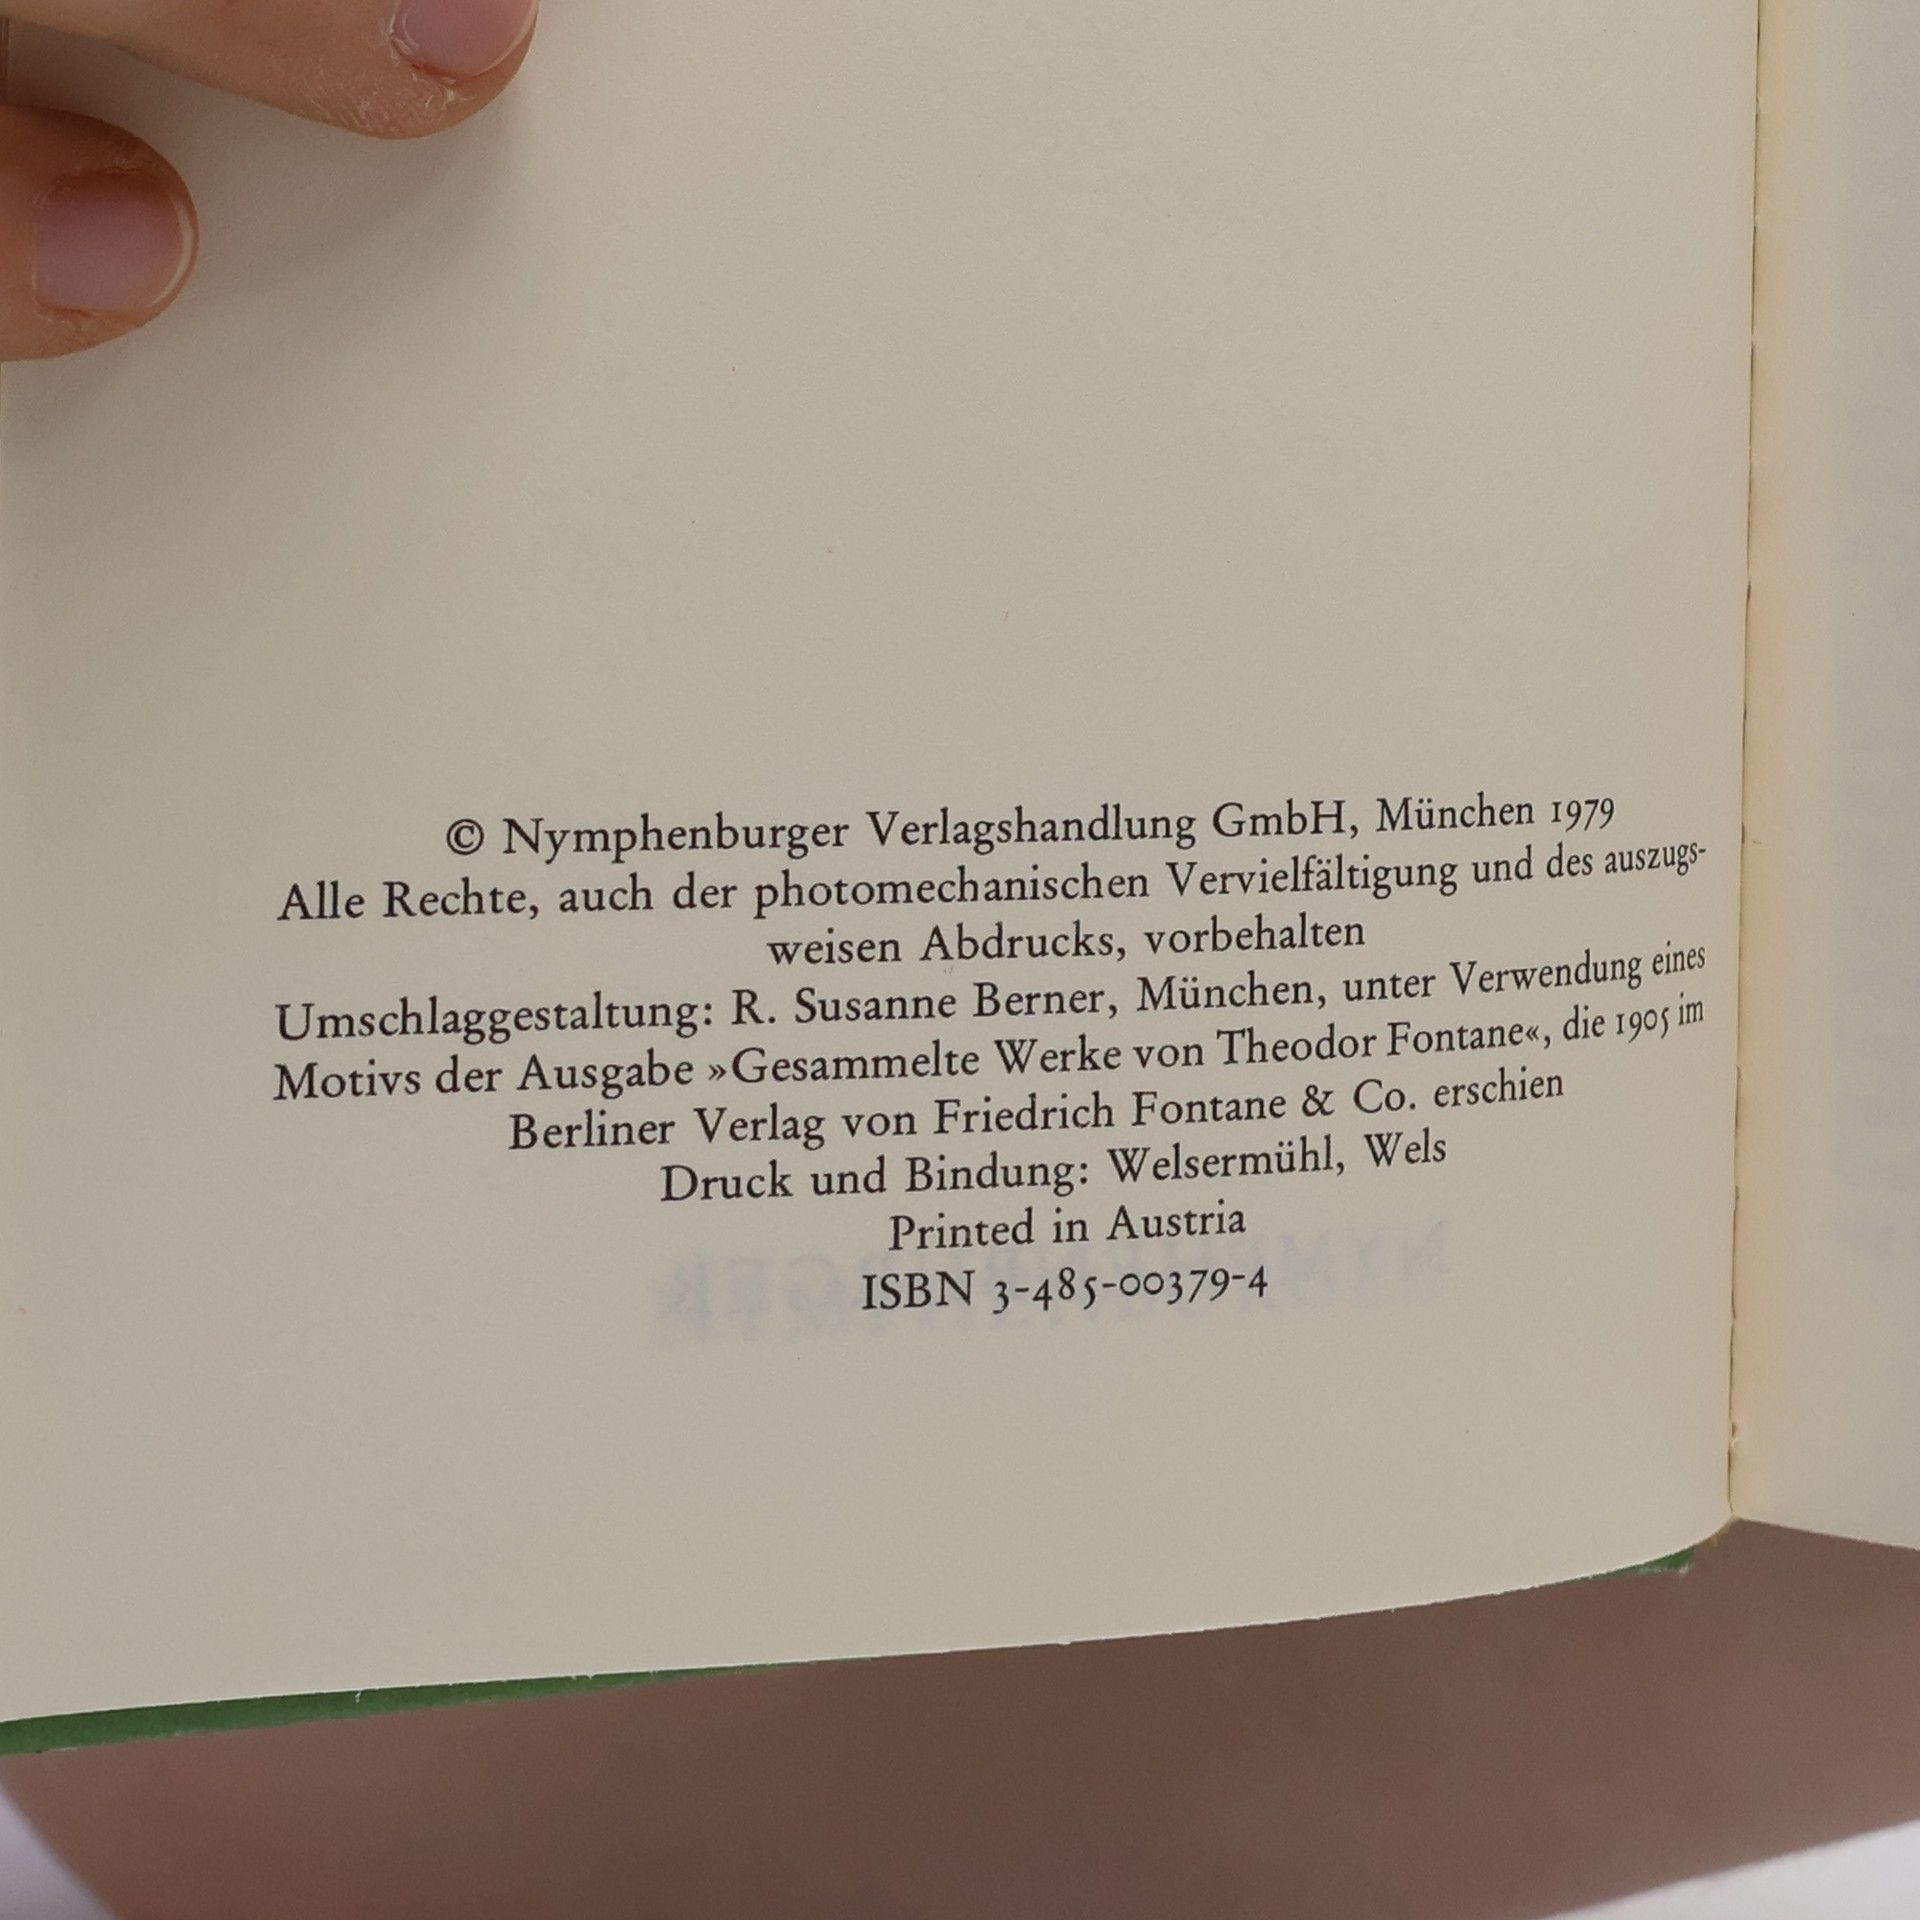 © Nymphenburger Verlagshandlung GmbH, München 1979
Alle Rechte, auch der photomechanischen Vervielfältigung und des auszugs-
weisen Abdrucks, vorbehalten
Umschlaggestaltung: R. Susanne Berner, München, unter Verwendung eines
Motivs der Ausgabe »Gesammelte Werke von Theodor Fontane«, die 1905 im
Berliner Verlag von Friedrich Fontane & Co. erschien
Druck und Bindung: Welsermühl, Wels
Printed in Austria
ISBN 3-485-00379-4